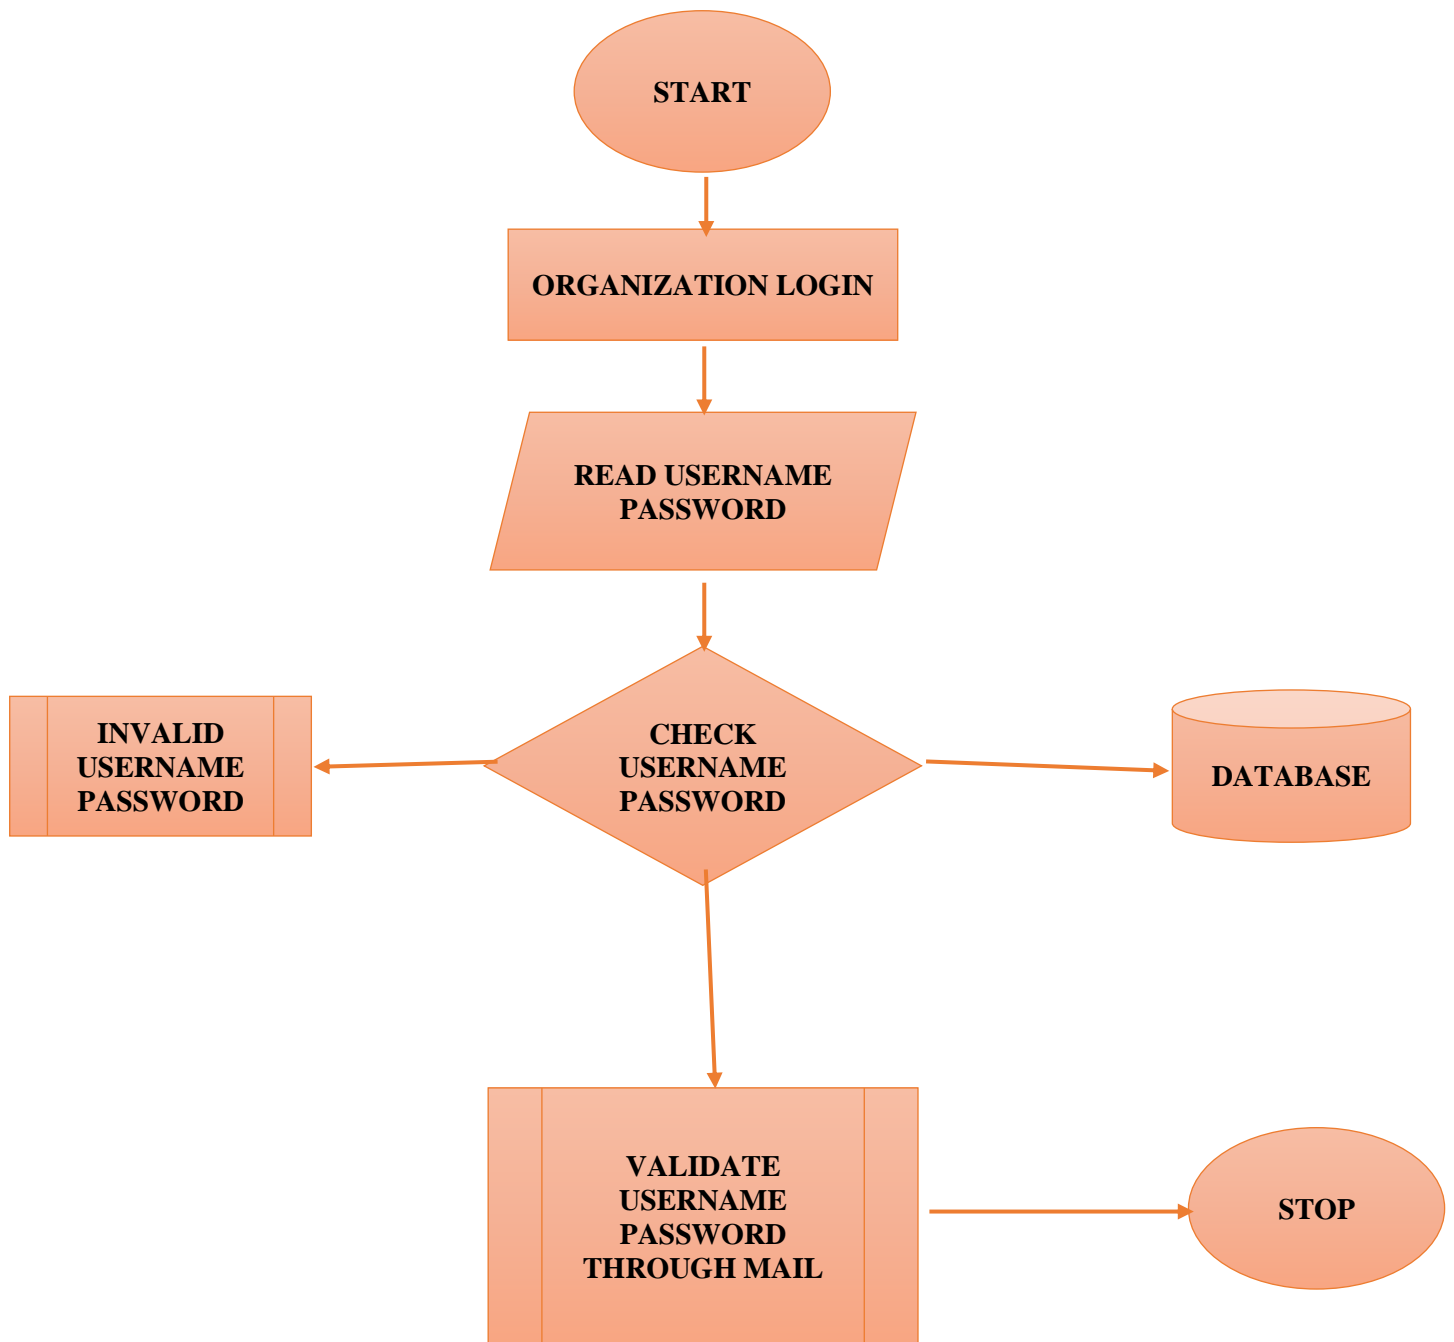 START
ORGANIZATION LOGIN
READ USERNAME
PASSWORD
INVALID
USERNAME
PASSWORD
CHECK
USERNAME
PASSWORD
DATABASE
VALIDATE
USERNAME
PASSWORD
THROUGH MAIL
STOP